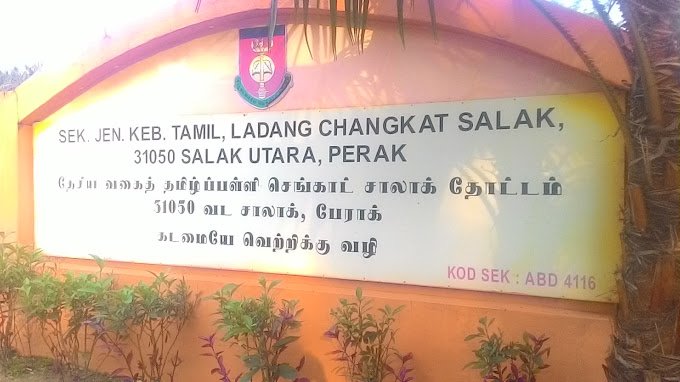 SEK. JEN. KEB. TAMIL, LADANG CHANGKAT SALAK,
31050 SALAK UTARA, PERAK
தேசிய வகைத் தமிழ்ப்பள்ளி செங்காட் சாலாக் தோட்டம்
31050 வட சாலாக், பேராக்
கடமையே வெற்றிக்கு வழி
KOD SEK : ABD 4116